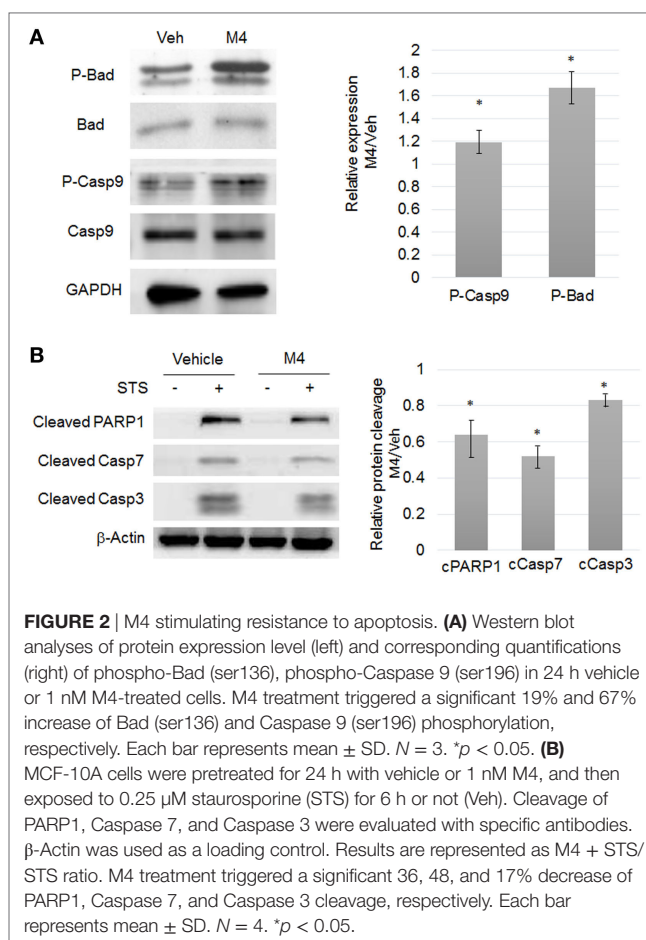 A
Veh M4
P-Bad
Bad
P-Casp9
Casp9
GAPDH
Relative expression
M4/Veh
2
1.8
1.6
1.4
1.2
1
0.8
0.6
0.4
0.2
0
*
*
P-Casp9 P-Bad
B
Vehicle M4
STS - + - +
Cleaved PARP1
Cleaved Casp7
Cleaved Casp3
β-Actin
Relative protein cleavage
M4/Veh
1
0.8
0.6
0.4
0.2
0
*
*
*
cPARP1 cCasp7 cCasp3
FIGURE 2 | M4 stimulating resistance to apoptosis. (A) Western blot
analyses of protein expression level (left) and corresponding quantifications
(right) of phospho-Bad (ser136), phospho-Caspase 9 (ser196) in 24 h vehicle
or 1 nM M4-treated cells. M4 treatment triggered a significant 19% and 67%
increase of Bad (ser136) and Caspase 9 (ser196) phosphorylation,
respectively. Each bar represents mean ± SD. N = 3. *p < 0.05. (B)
MCF-10A cells were pretreated for 24 h with vehicle or 1 nM M4, and then
exposed to 0.25 μM staurosporine (STS) for 6 h or not (Veh). Cleavage of
PARP1, Caspase 7, and Caspase 3 were evaluated with specific antibodies.
β-Actin was used as a loading control. Results are represented as M4 + STS/
STS ratio. M4 treatment triggered a significant 36, 48, and 17% decrease of
PARP1, Caspase 7, and Caspase 3 cleavage, respectively. Each bar
represents mean ± SD. N = 4. *p < 0.05.